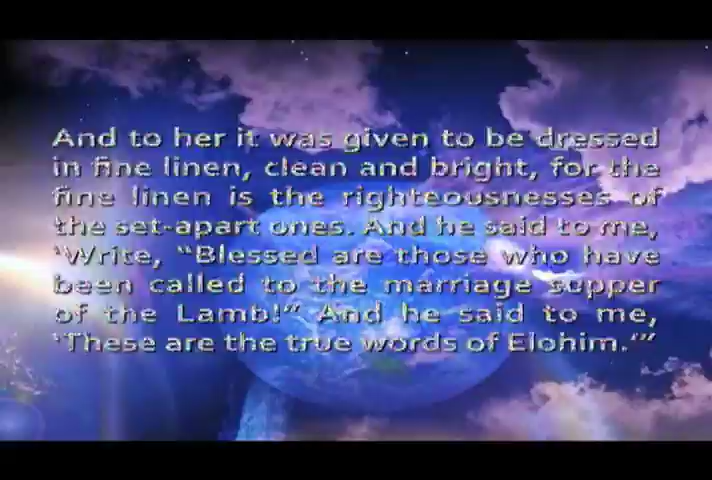 And to her it was given to be dressed
in fine linen, clean and bright, for the
fine linen is the righteousnesses of
the set-apart ones. And he said to me,
‘Write, “Blessed are those who have
been called to the marriage supper
of the Lamb!” And he said to me,
‘These are the true words of Elohim.’”